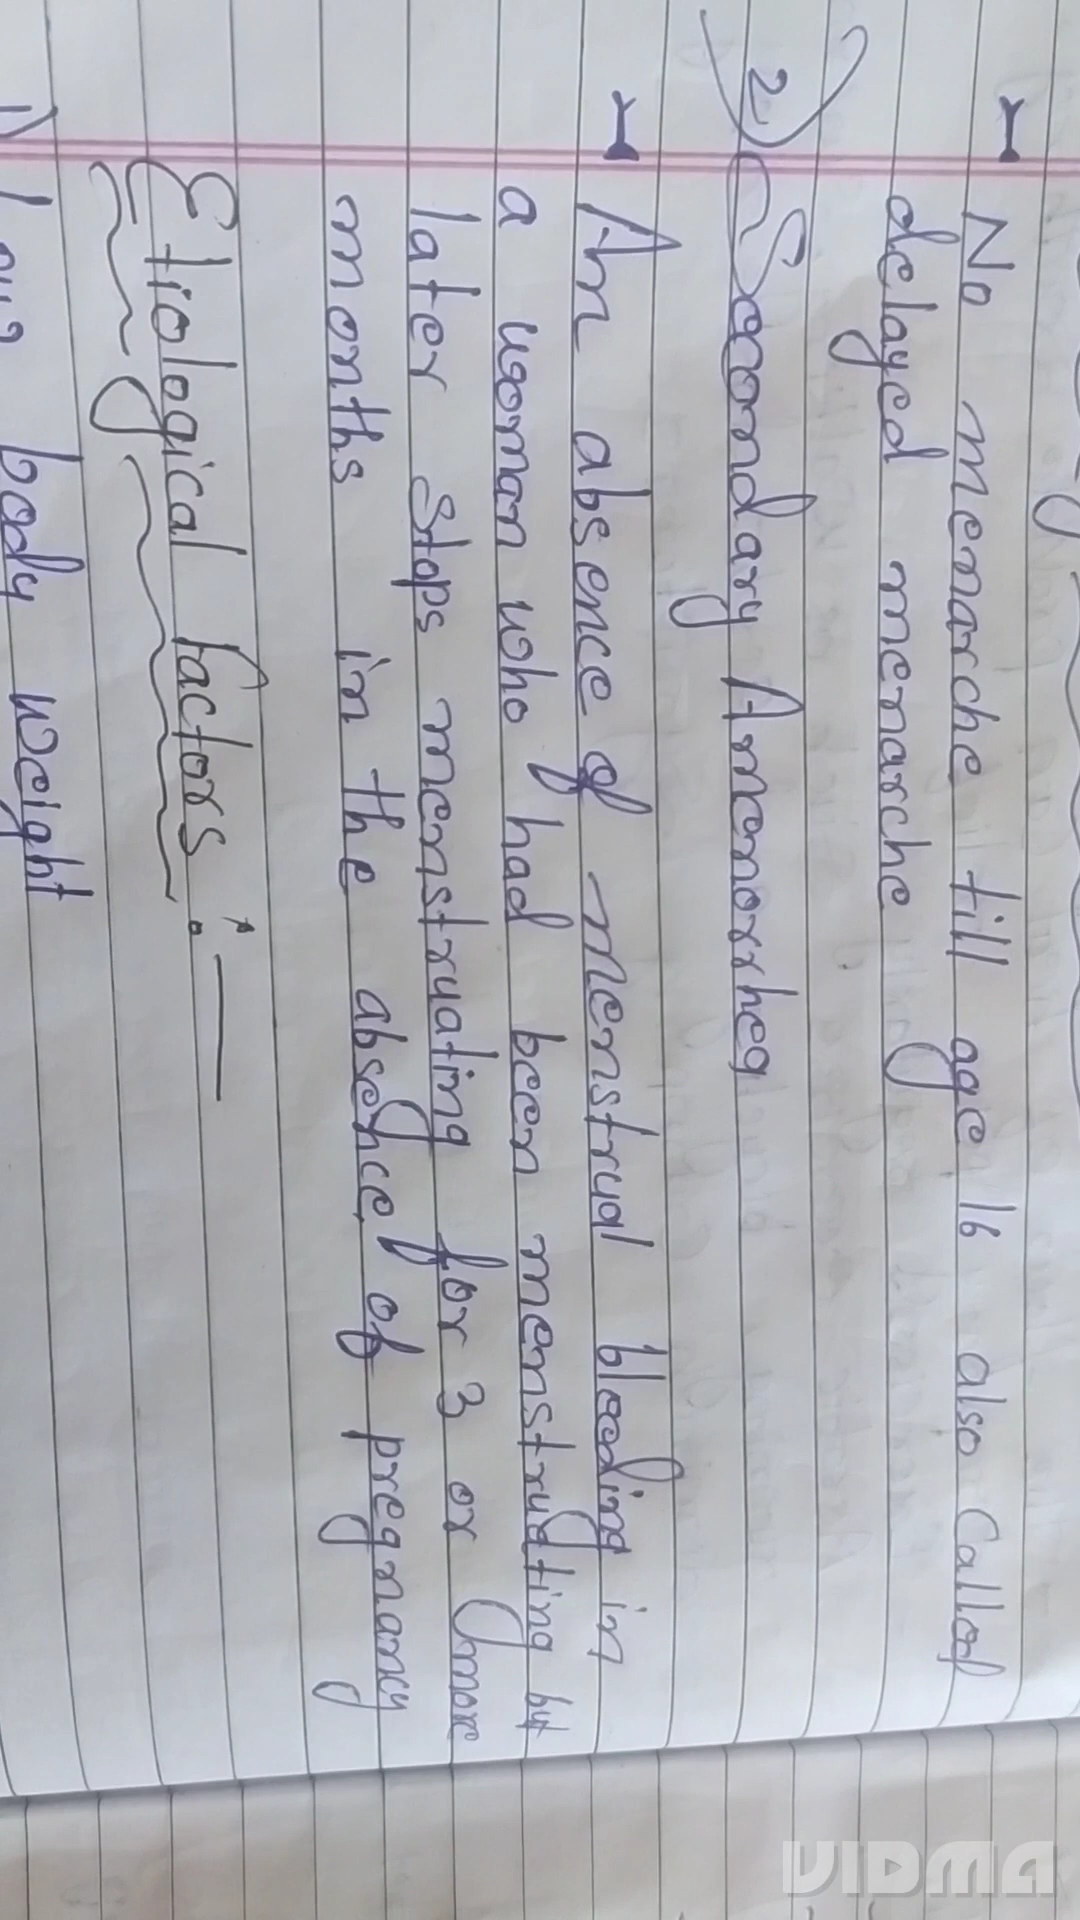 No menarche till age 16 also called
delayed menarche
2) Secondary Amenorrhea
An absence of menstrual bleeding in
a woman who had been menstruating but
later stops menstruating for 3 or more
months in the absence of pregnancy
Etiological factors :-
1) Low body weight
VIDMA